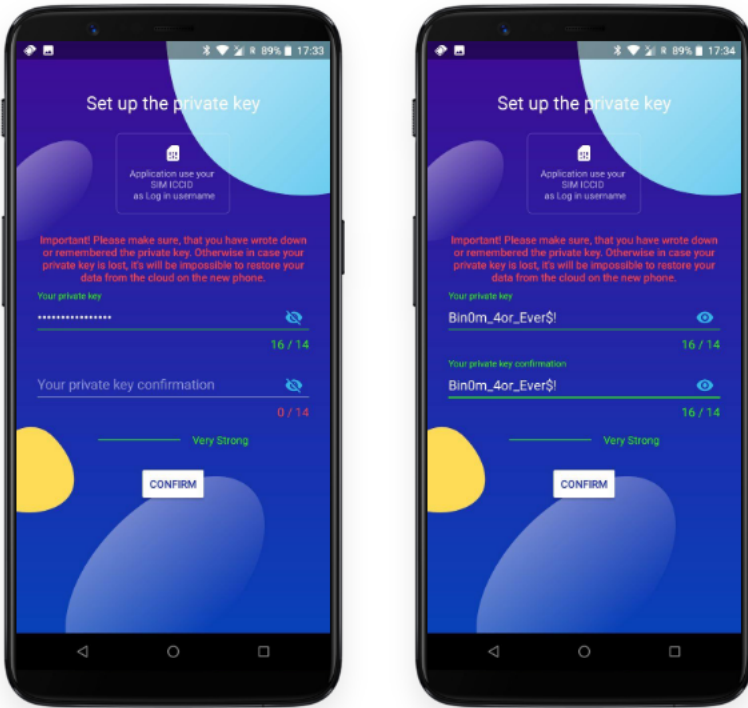 R 89% 17:33
Set up the private key
Application use your
SIM ICCID
as Log in username
Important! Please make sure, that you have wrote down
or remembered the private key. Otherwise in case your
private key is lost, it's will be impossible to restore your
data from the cloud on the new phone.
Your private key
••••••••••••••••
16 / 14
Your private key confirmation
0 / 14
Very Strong
CONFIRM
R 89% 17:34
Set up the private key
Application use your
SIM ICCID
as Log in username
Important! Please make sure, that you have wrote down
or remembered the private key. Otherwise in case your
private key is lost, it's will be impossible to restore your
data from the cloud on the new phone.
Your private key
Bin0m_4or_Ever$!
16 / 14
Your private key confirmation
Bin0m_4or_Ever$!
16 / 14
Very Strong
CONFIRM